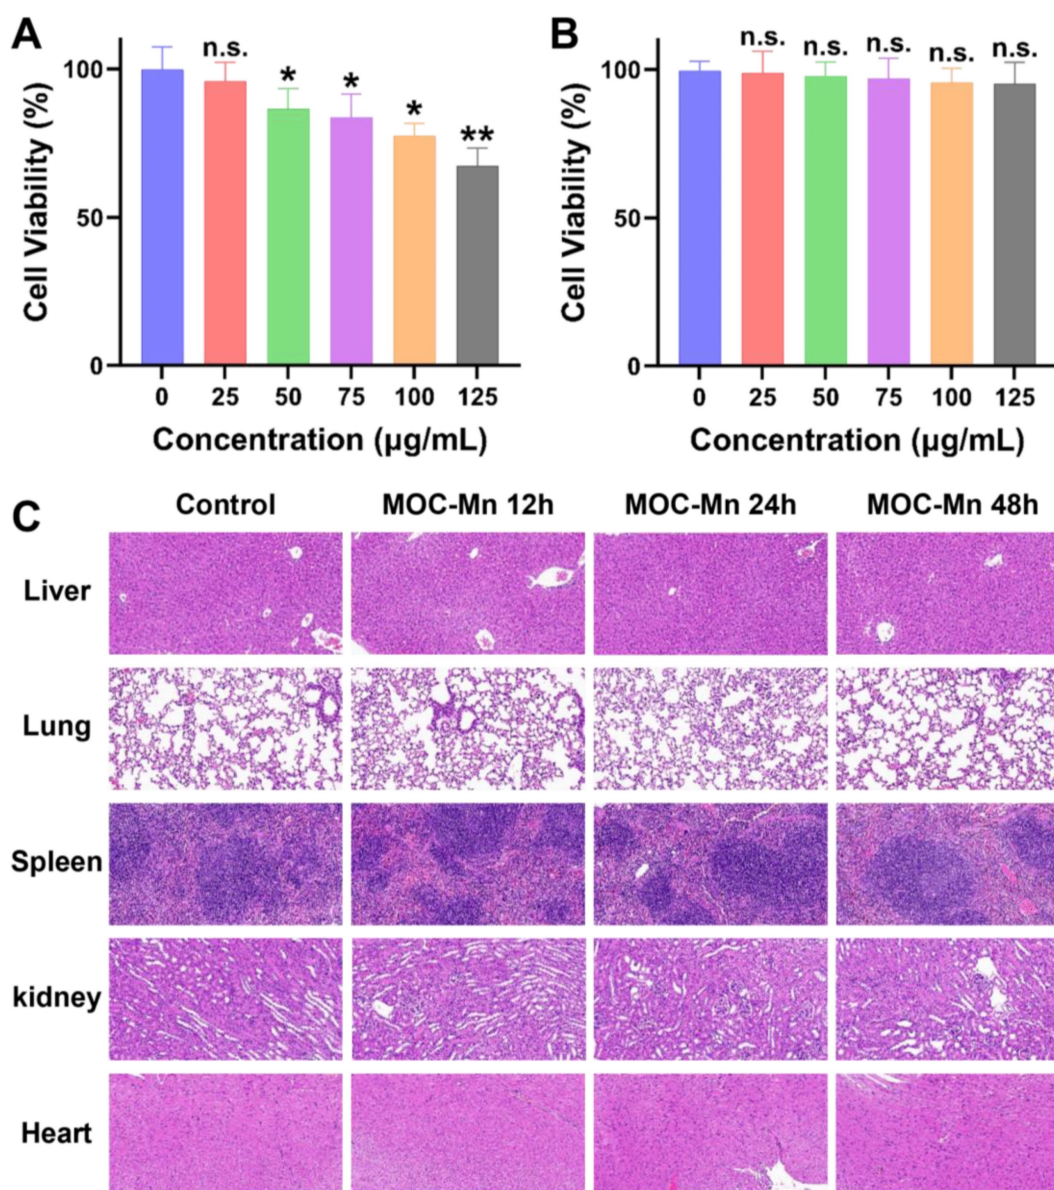 A
n.s.
*
*
*
**
100
50
0
Cell Viability (%)
0 25 50 75 100 125
Concentration (µg/mL)
B
n.s. n.s. n.s. n.s. n.s.
100
50
0
Cell Viability (%)
0 25 50 75 100 125
Concentration (µg/mL)
C
Control MOC-Mn 12h MOC-Mn 24h MOC-Mn 48h
Liver
Lung
Spleen
kidney
Heart